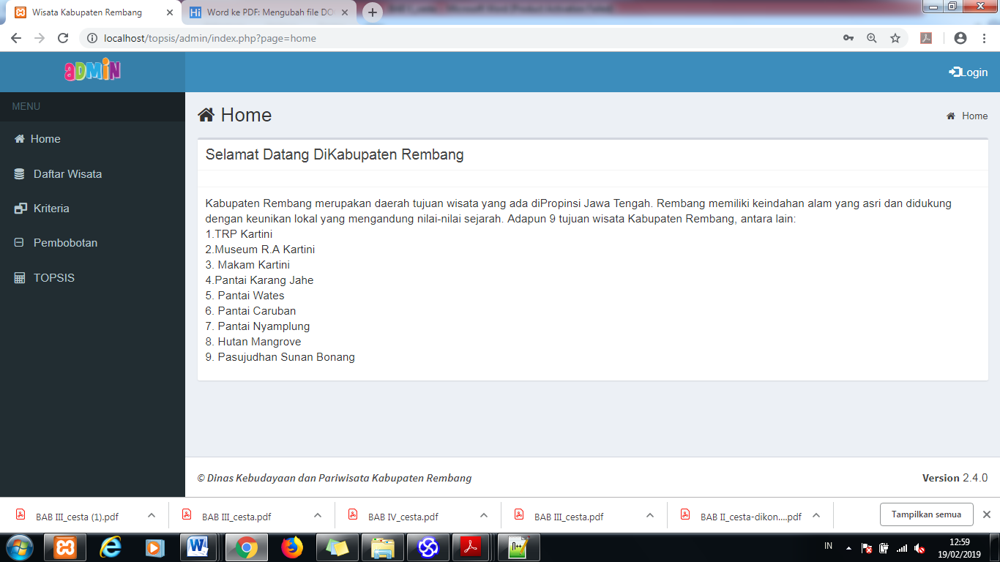 Wisata Kabupaten Rembang
Word ke PDF: Mengubah file DO
localhost/topsis/admin/index.php?page=home
aDMiN
Login
MENU
Home
Home
Home
Daftar Wisata
Kriteria
Pembobotan
TOPSIS
Selamat Datang DiKabupaten Rembang
Kabupaten Rembang merupakan daerah tujuan wisata yang ada diPropinsi Jawa Tengah. Rembang memiliki keindahan alam yang asri dan didukung
dengan keunikan lokal yang mengandung nilai-nilai sejarah. Adapun 9 tujuan wisata Kabupaten Rembang, antara lain:
1.TRP Kartini
2.Museum R.A Kartini
3. Makam Kartini
4.Pantai Karang Jahe
5. Pantai Wates
6. Pantai Caruban
7. Pantai Nyamplung
8. Hutan Mangrove
9. Pasujudhan Sunan Bonang
© Dinas Kebudayaan dan Pariwisata Kabupaten Rembang
Version 2.4.0
BAB III_cesta (1).pdf
BAB III_cesta.pdf
BAB IV_cesta.pdf
BAB III_cesta.pdf
BAB II_cesta-dikon....pdf
Tampilkan semua
IN
12:59
19/02/2019